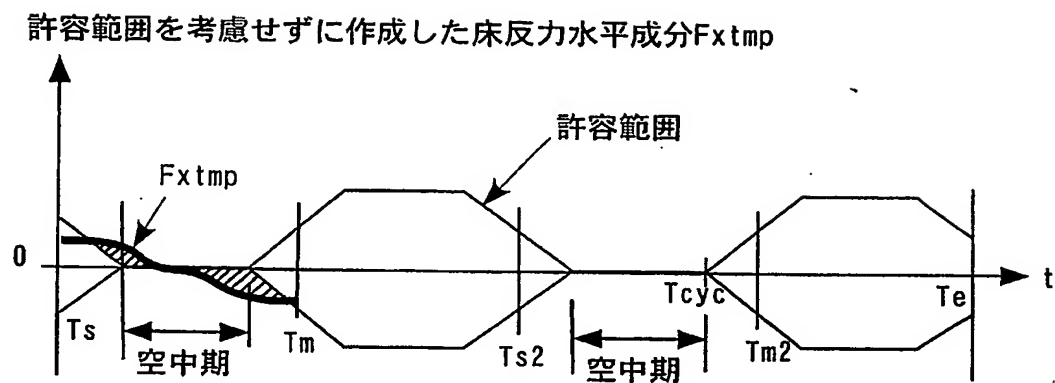 許容範囲を考慮せずに作成した床反力水平成分Fxtmp
許容範囲
Fxtmp
0
t
Ts
空中期
Tm
Ts2
空中期
Tcyc
Tm2
Te